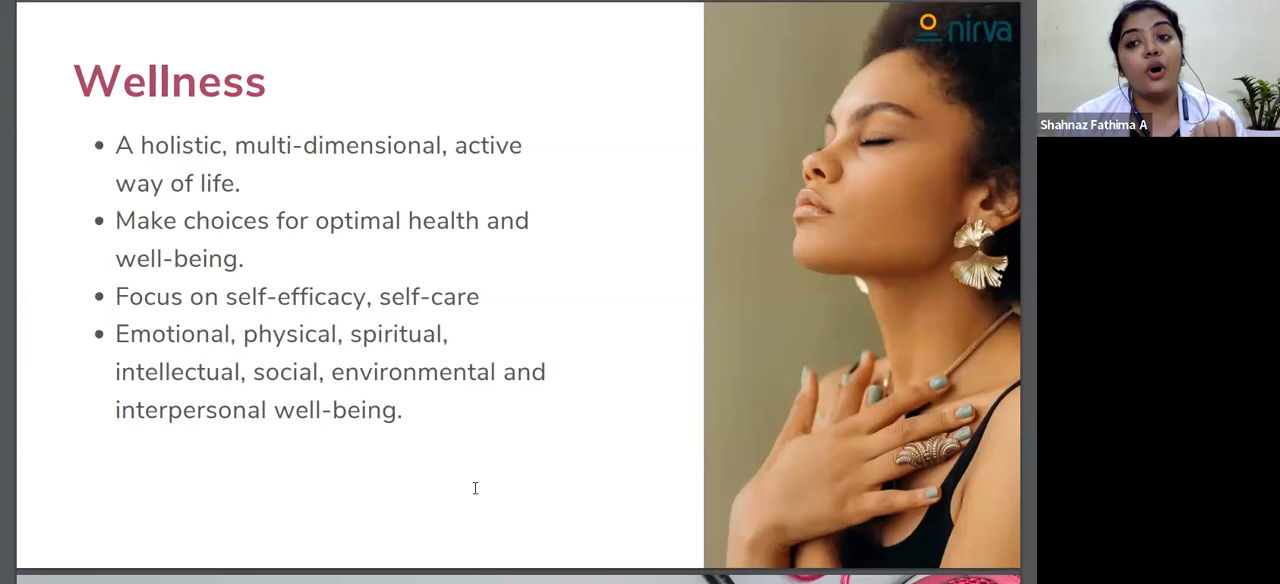 Wellness
A holistic, multi-dimensional, active
way of life.
Make choices for optimal health and
well-being.
Focus on self-efficacy, self-care
Emotional, physical, spiritual,
intellectual, social, environmental and
interpersonal well-being.
nirva
Shahnaz Fathima A